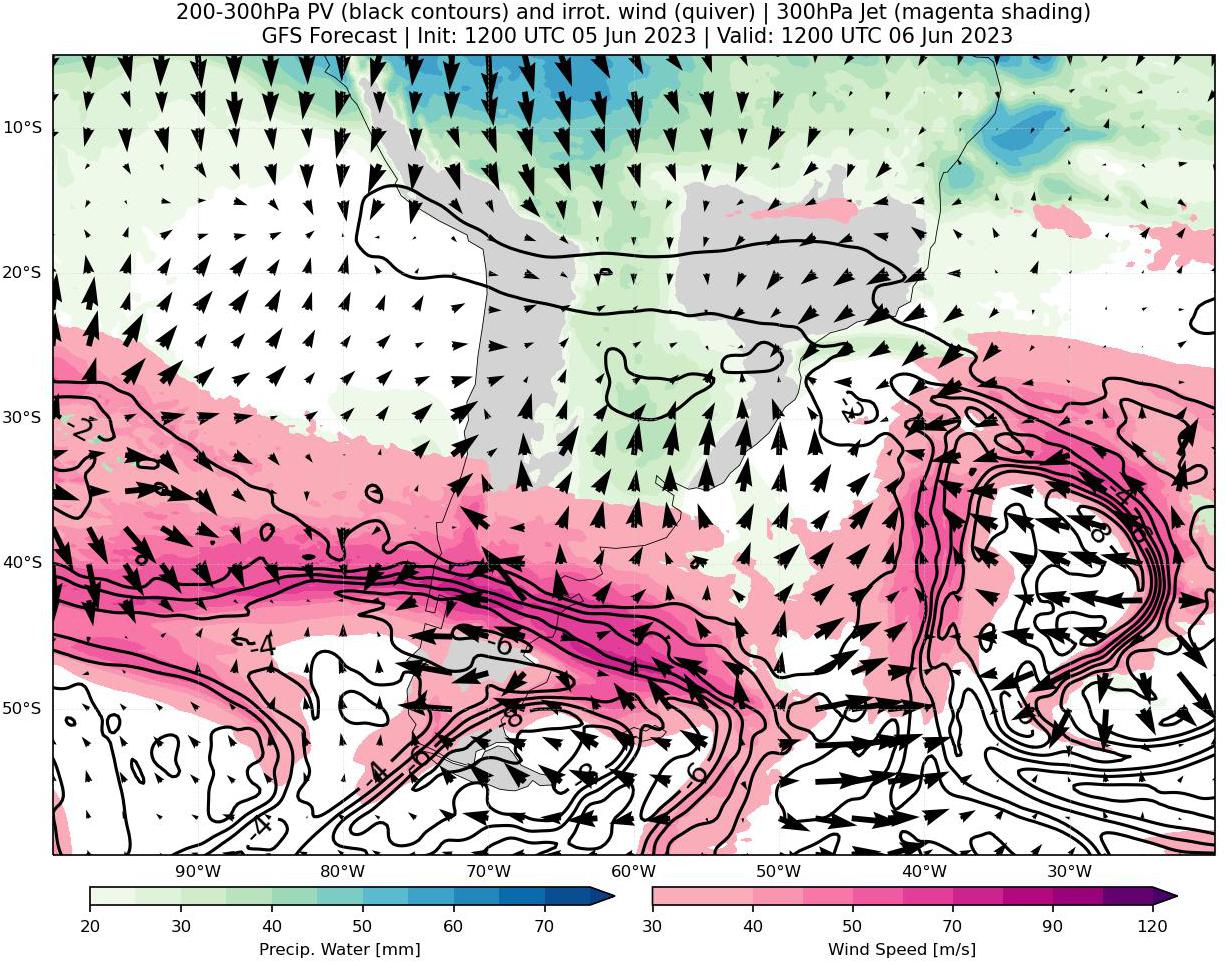 200-300hPa PV (black contours) and irrot. wind (quiver) | 300hPa Jet (magenta shading)
GFS Forecast | Init: 1200 UTC 05 Jun 2023 | Valid: 1200 UTC 06 Jun 2023
10°S
20°S
30°S
40°S
50°S
-2
-2
-4
-6
-8
-4
-6
-6
-4
-8
-6
90°W
80°W
70°W
60°W
50°W
40°W
30°W
20
30
40
50
60
70
30
40
50
70
90
120
Precip. Water [mm]
Wind Speed [m/s]